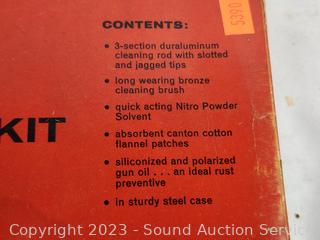 CONTENTS:
• 3-section duraluminum
cleaning rod with slotted
and jagged tips
• long wearing bronze
cleaning brush
• quick acting Nitro Powder
Solvent
• absorbent canton cotton
flannel patches
• siliconized and polarized
gun oil . . . an ideal rust
preventive
• in sturdy steel case
KIT
Copyright © 2023 - Sound Auction Service